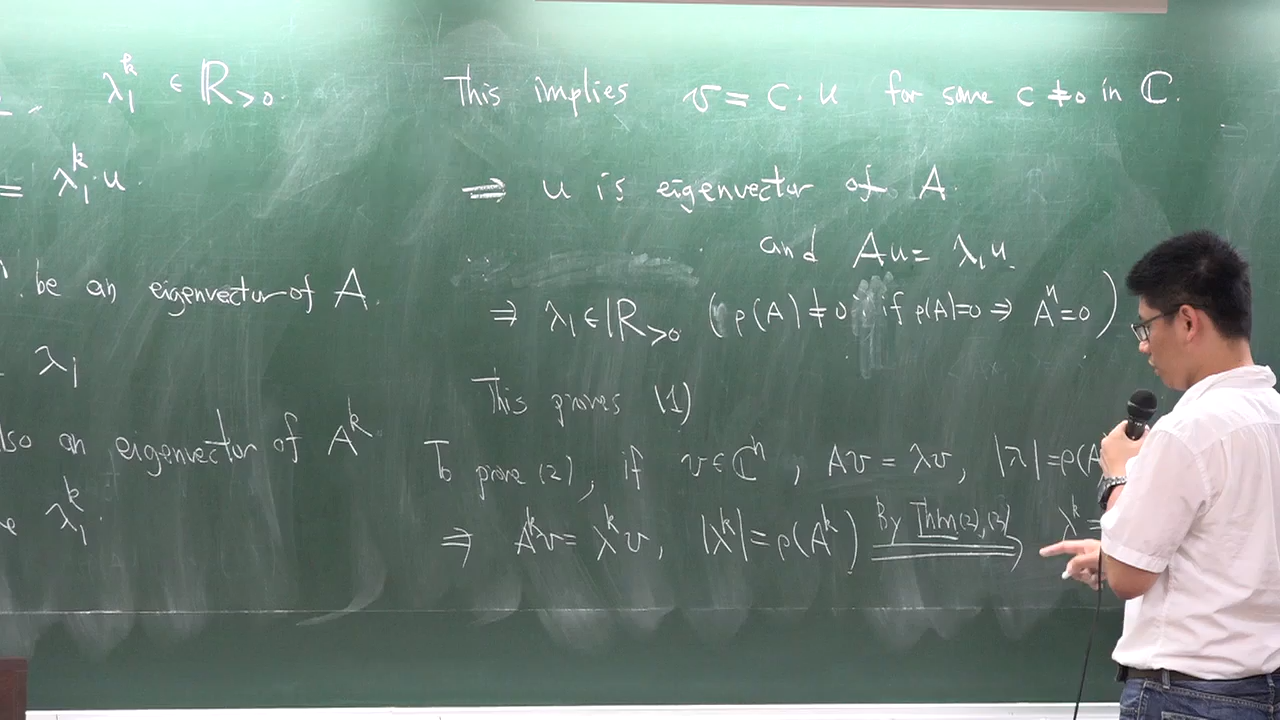 λ₁ᵏ ∈ ℝ>0.
= λ₁ᵏ·u.
be an eigenvector of A.
λ₁
also an eigenvector of Aᵏ
λ₁ᵏ.
This implies v = c·u for some c≠0 in ℂ.
⇒ u is eigenvector of A.
and Au = λ₁u.
⇒ λ₁∈ℝ>0 (ρ(A)≠0 ∵ if ρ(A)=0 ⇒ Aⁿ=0)
This proves (1)
To prove (2), if v∈ℂⁿ, Av = λv, |λ|=ρ(A
⇒ Aᵏv = λᵏv, |λᵏ| = ρ(Aᵏ) By Thm(2),(3) ⇒ λᵏ =